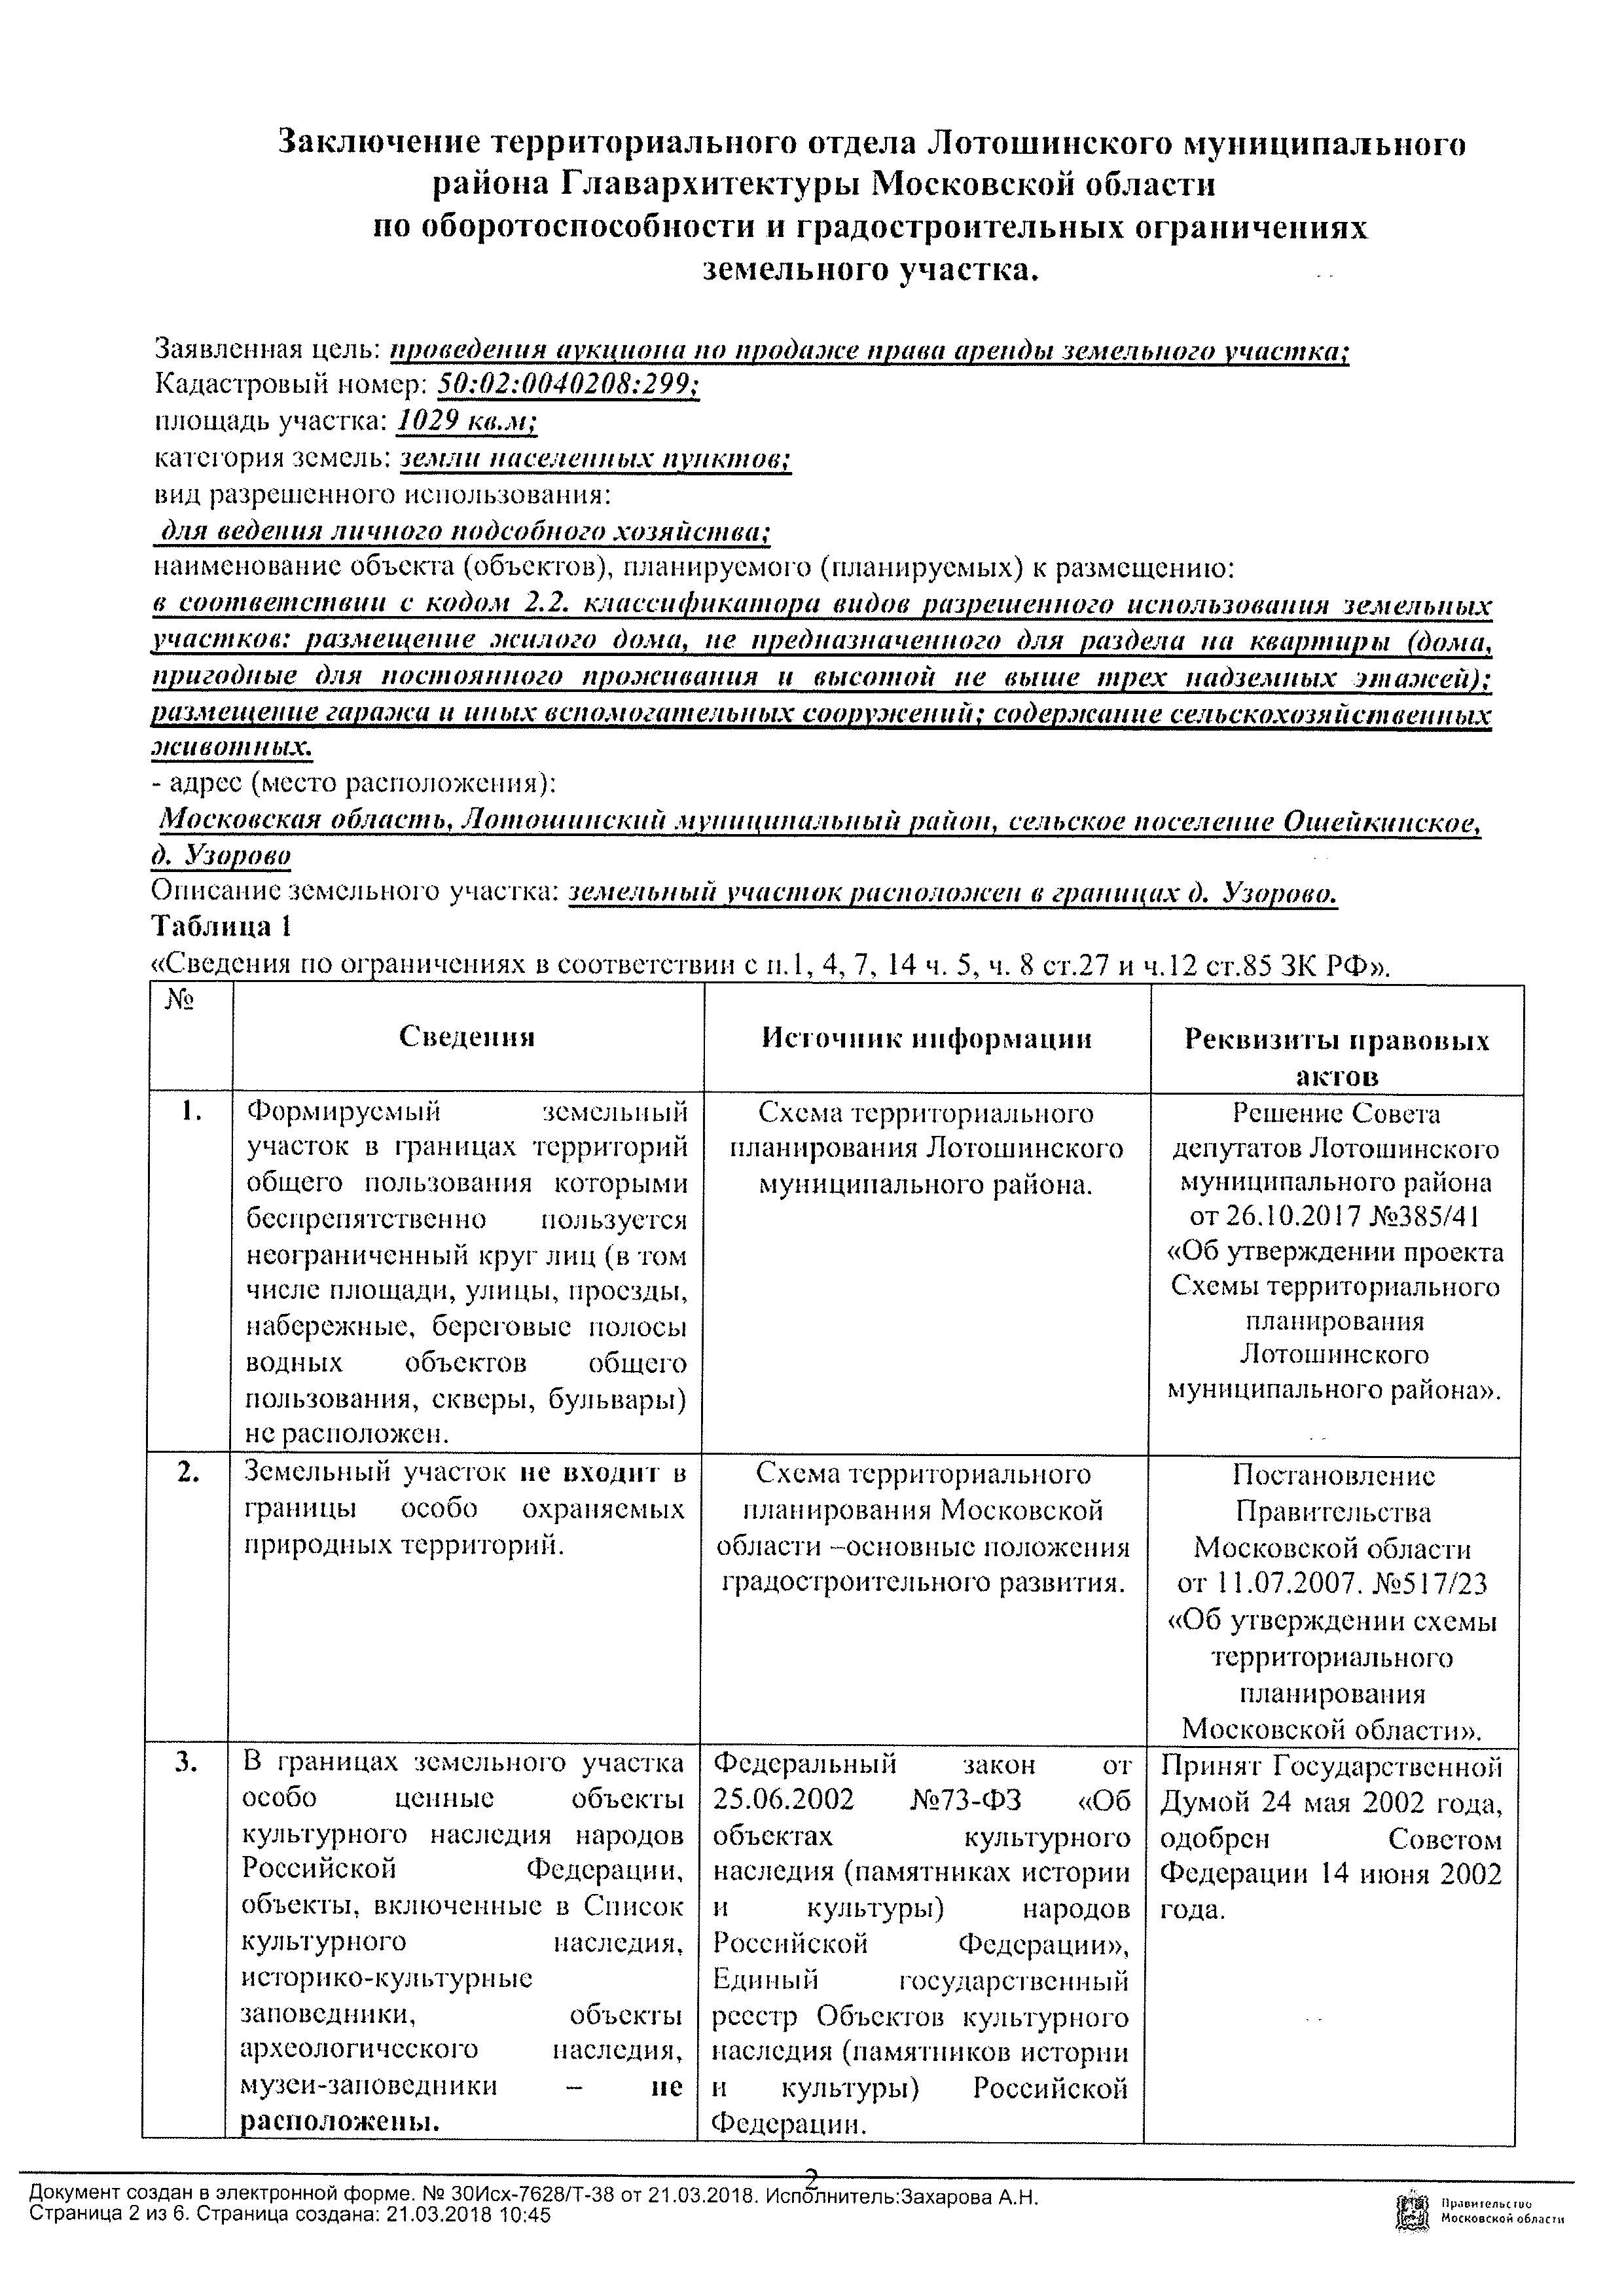 Заключение территориального отдела Лотошинского муниципального
района Главархитектуры Московской области
по оборотоспособности и градостроительных ограничениях
земельного участка.
Заявленная цель: проведения аукциона по продаже права аренды земельного участка;
Кадастровый номер: 50:02:0040208:299;
площадь участка: 1029 кв.м;
категория земель: земли населенных пунктов;
вид разрешенного использования:
для ведения личного подсобного хозяйства;
наименование объекта (объектов), планируемого (планируемых) к размещению:
в соответствии с кодом 2.2. классификатора видов разрешенного использования земельных
участков: размещение жилого дома, не предназначенного для раздела на квартиры (дома,
пригодные для постоянного проживания и высотой не выше трех надземных этажей);
размещение гаража и иных вспомогательных сооружений; содержание сельскохозяйственных
животных.
- адрес (место расположения):
Московская область, Лотошинский муниципальный район, сельское поселение Ошейкинское,
д. Узорово
Описание земельного участка: земельный участок расположен в границах д. Узорово.
Таблица 1
«Сведения по ограничениях в соответствии с п.1, 4, 7, 14 ч. 5, ч. 8 ст.27 и ч.12 ст.85 ЗК РФ».
№
Сведения
Источник информации
Реквизиты правовых
актов
1.
Формируемый земельный
участок в границах территорий
общего пользования которыми
беспрепятственно пользуется
неограниченный круг лиц (в том
числе площади, улицы, проезды,
набережные, береговые полосы
водных объектов общего
пользования, скверы, бульвары)
не расположен.
Схема территориального
планирования Лотошинского
муниципального района.
Решение Совета
депутатов Лотошинского
муниципального района
от 26.10.2017 №385/41
«Об утверждении проекта
Схемы территориального
планирования
Лотошинского
муниципального района».
2.
Земельный участок не входит в
границы особо охраняемых
природных территорий.
Схема территориального
планирования Московской
области –основные положения
градостроительного развития.
Постановление
Правительства
Московской области
от 11.07.2007. №517/23
«Об утверждении схемы
территориального
планирования
Московской области».
3.
В границах земельного участка
особо ценные объекты
культурного наследия народов
Российской Федерации,
объекты, включенные в Список
культурного наследия,
историко-культурные
заповедники, объекты
археологического наследия,
музеи-заповедники – не
расположены.
Федеральный закон от
25.06.2002 №73-ФЗ «Об
объектах культурного
наследия (памятниках истории
и культуры) народов
Российской Федерации»,
Единый государственный
реестр Объектов культурного
наследия (памятников истории
и культуры) Российской
Федерации.
Принят Государственной
Думой 24 мая 2002 года,
одобрен Советом
Федерации 14 июня 2002
года.
2
Документ создан в электронной форме. № 30Исх-7628/Т-38 от 21.03.2018. Исполнитель:Захарова А.Н.
Страница 2 из 6. Страница создана: 21.03.2018 10:45
Правительство
Московской области